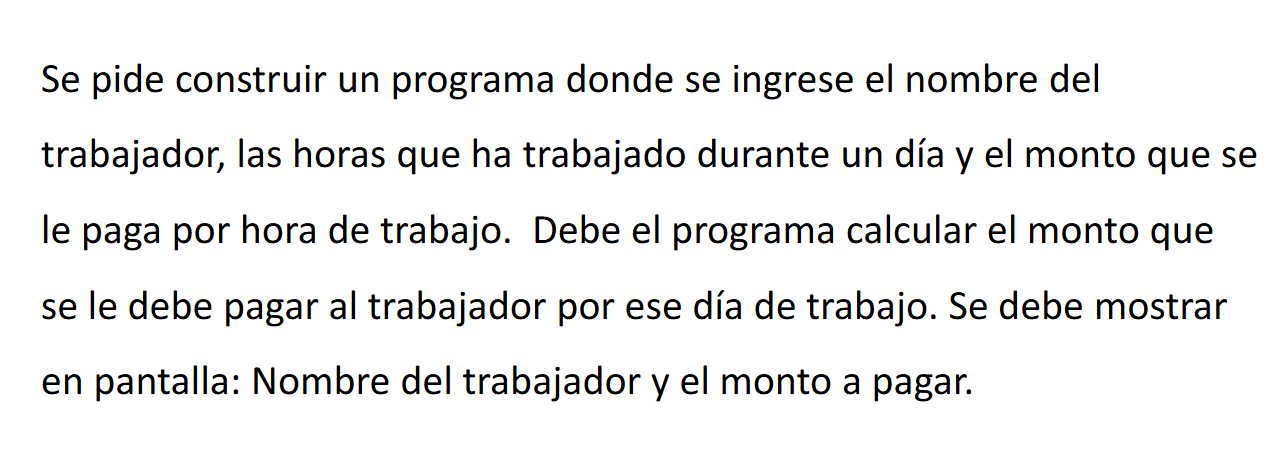 Se pide construir un programa donde se ingrese el nombre del
trabajador, las horas que ha trabajado durante un día y el monto que se
le paga por hora de trabajo.  Debe el programa calcular el monto que
se le debe pagar al trabajador por ese día de trabajo. Se debe mostrar
en pantalla: Nombre del trabajador y el monto a pagar.